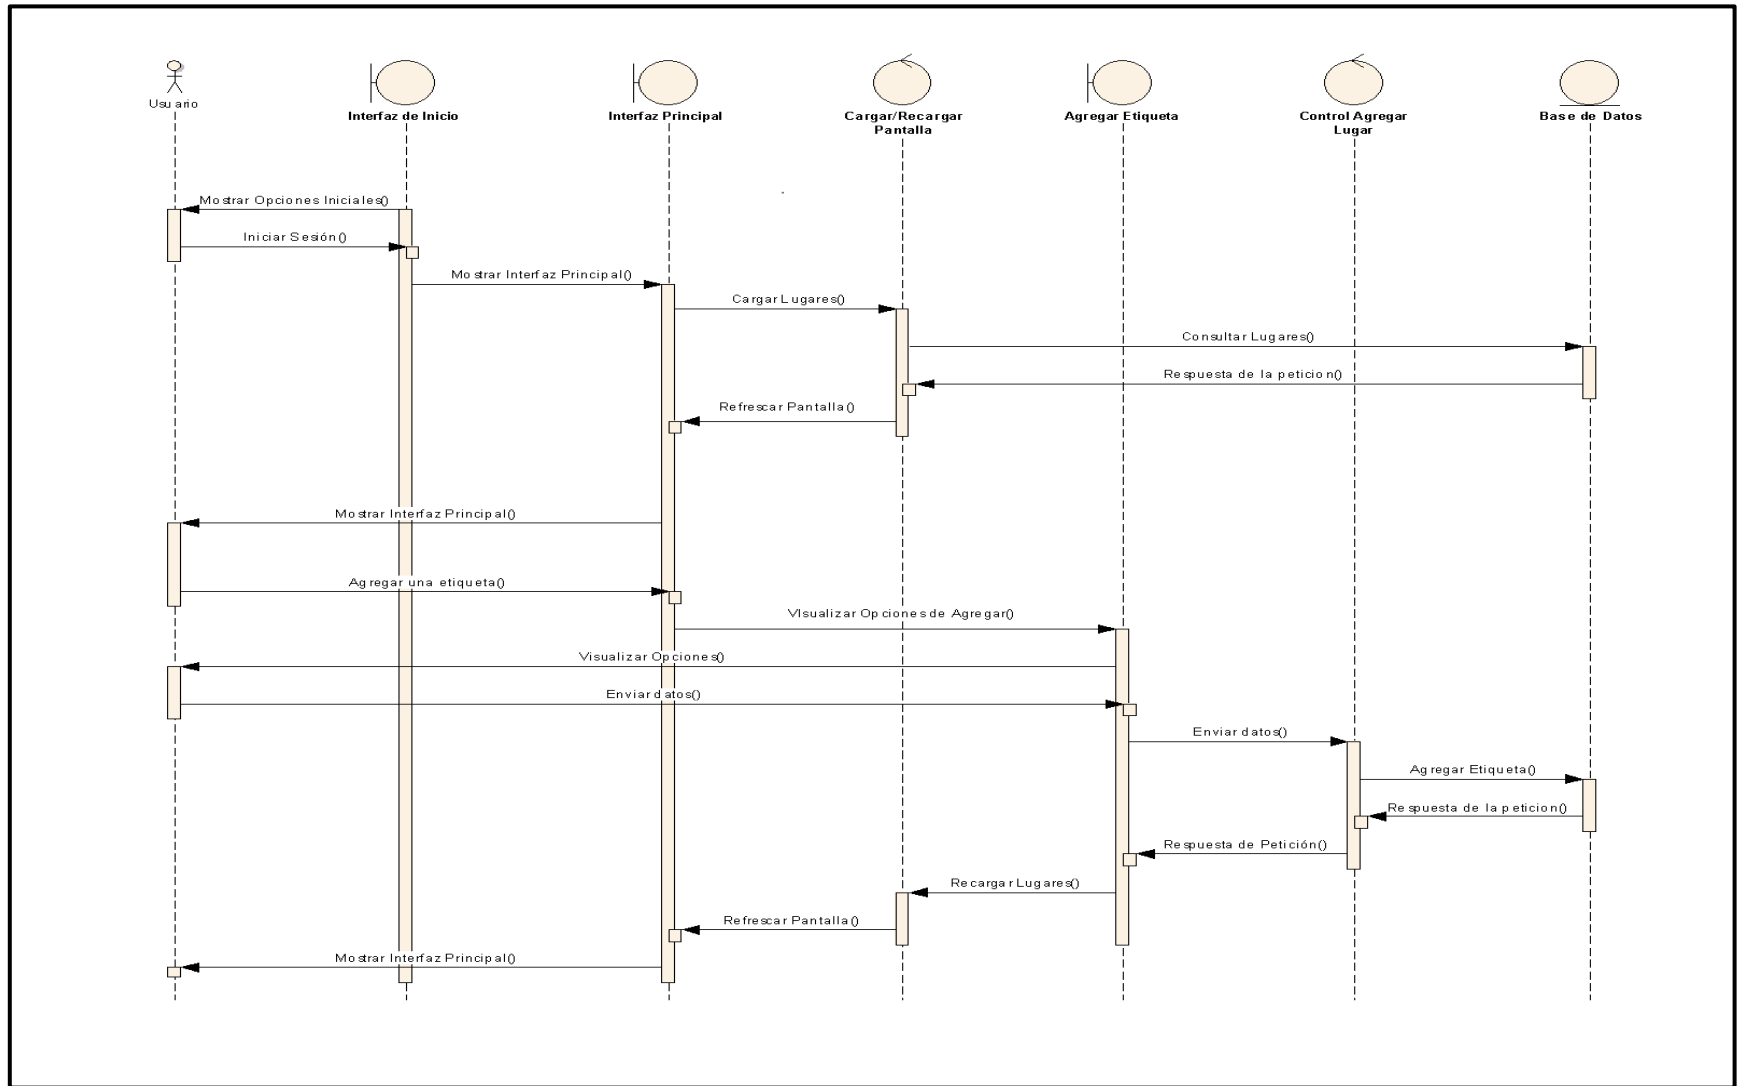 Usuario
Interfaz de Inicio
Interfaz Principal
Cargar/Recargar
Pantalla
Agregar Etiqueta
Control Agregar
Lugar
Base de Datos
Mostrar Opciones Iniciales()
Iniciar Sesión()
Mostrar Interfaz Principal()
Cargar Lugares()
Consultar Lugares()
Respuesta de la peticion()
Refrescar Pantalla()
Mostrar Interfaz Principal()
Agregar una etiqueta()
VIsualizar Opciones de Agregar()
Visualizar Opciones()
Enviar datos()
Enviar datos()
Agregar Etiqueta()
Respuesta de la peticion()
Respuesta de Petición()
Recargar Lugares()
Refrescar Pantalla()
Mostrar Interfaz Principal()